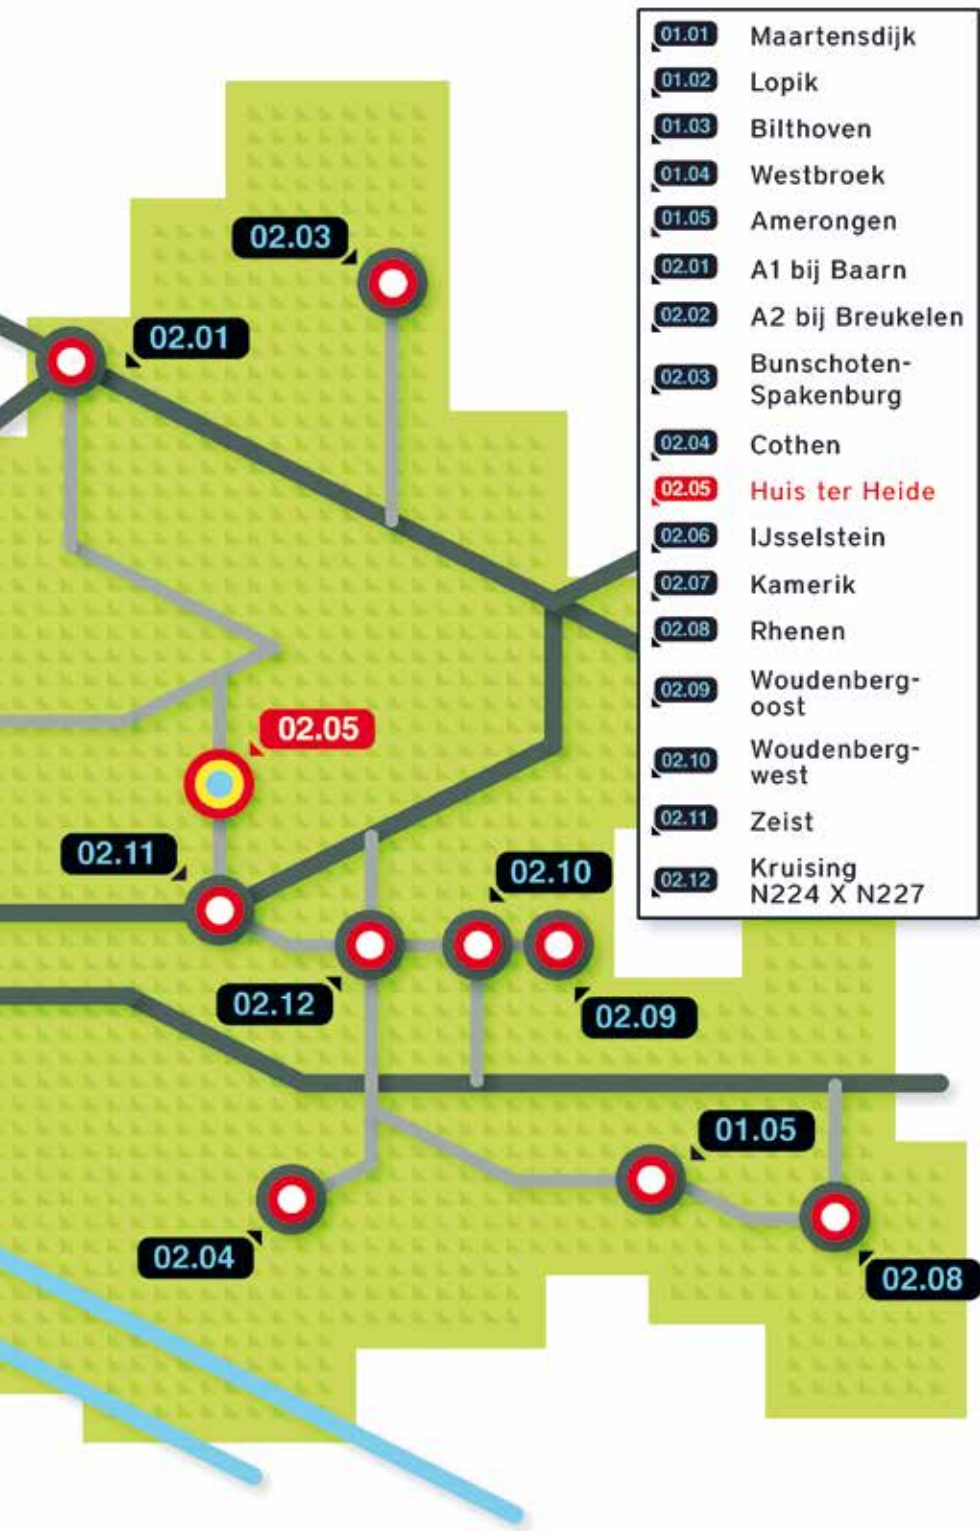 01.01 Maartensdijk
01.02 Lopik
01.03 Bilthoven
01.04 Westbroek
01.05 Amerongen
02.01 A1 bij Baarn
02.02 A2 bij Breukelen
02.03 Bunschoten-
Spakenburg
02.04 Cothen
02.05 Huis ter Heide
02.06 IJsselstein
02.07 Kamerik
02.08 Rhenen
02.09 Woudenberg-
oost
02.10 Woudenberg-
west
02.11 Zeist
02.12 Kruising
N224 X N227
02.03
02.01
02.05
02.11
02.10
02.12
02.09
01.05
02.04
02.08